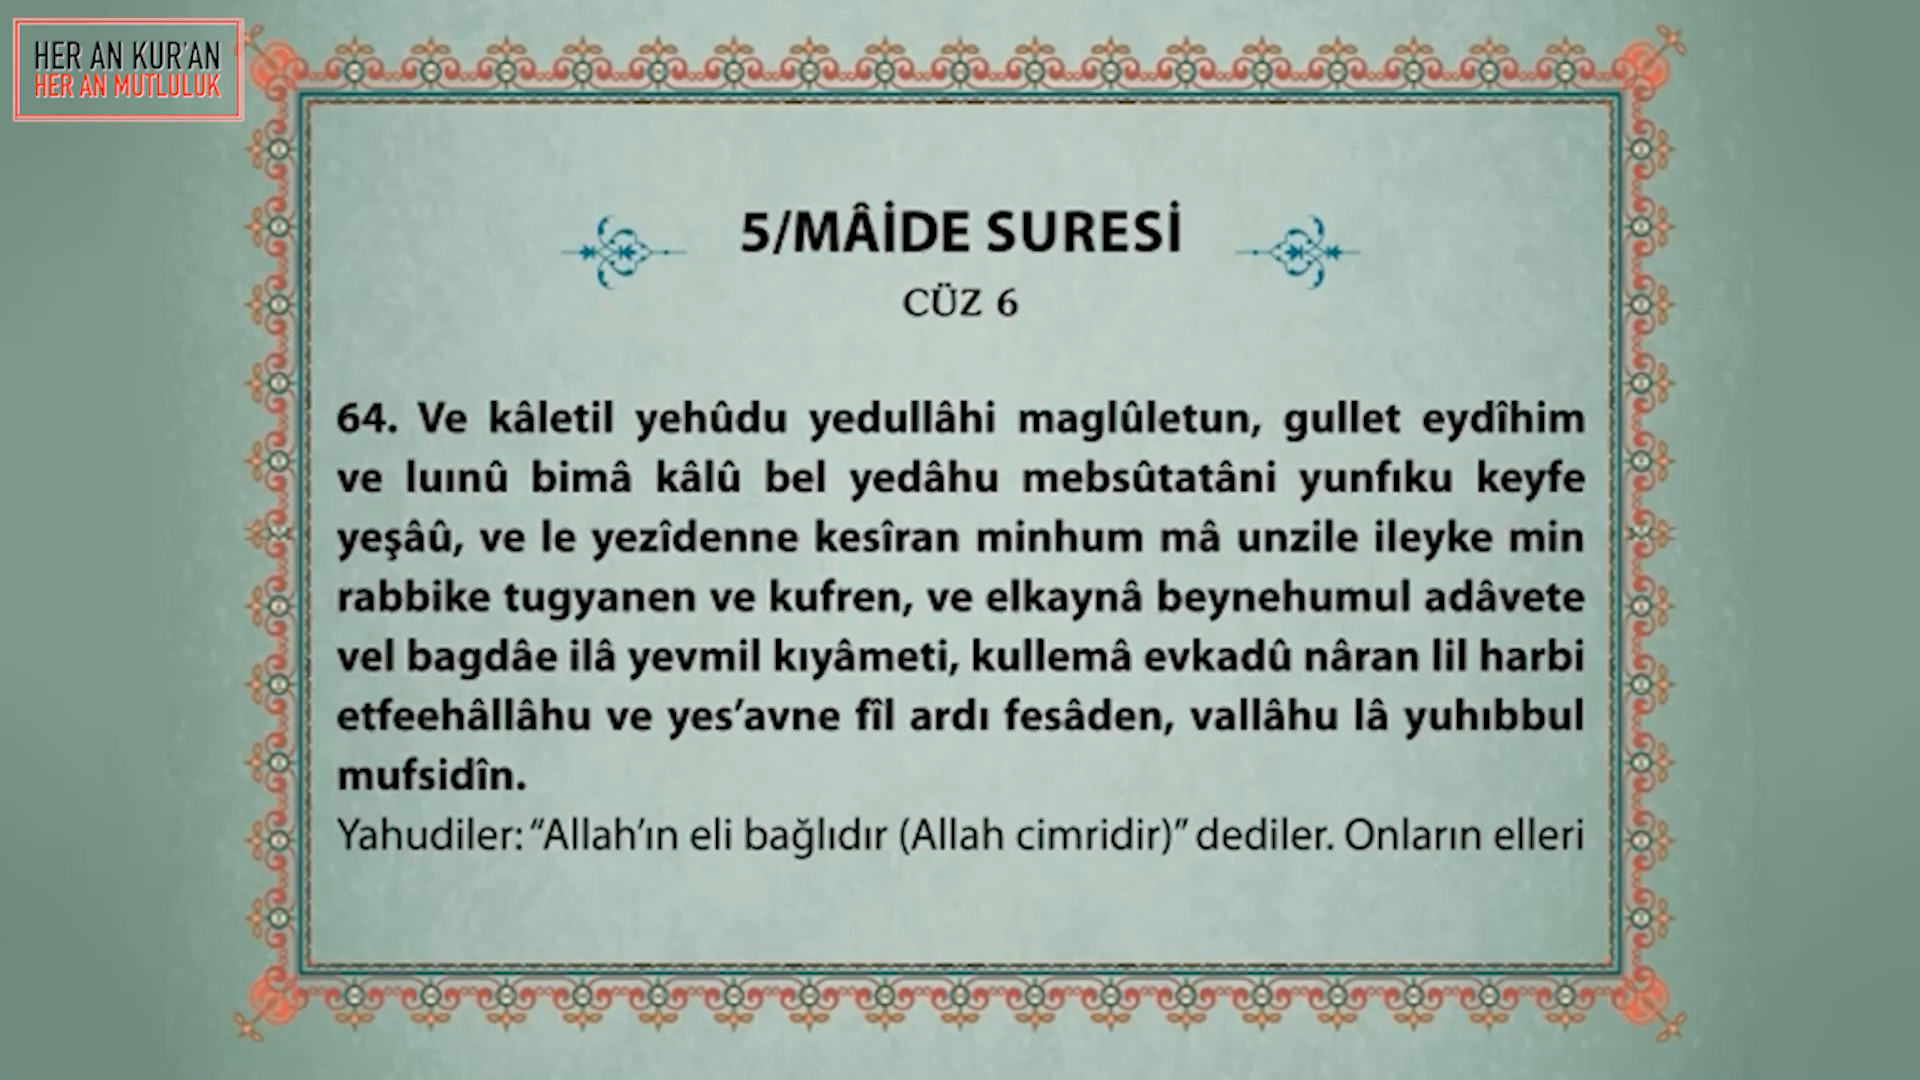 HER AN KUR'AN
HER AN MUTLULUK
5/MÂİDE SURESİ
CÜZ 6
64. Ve kâletil yehûdu yedullâhi maglûletun, gullet eydîhim
ve luınû bimâ kâlû bel yedâhu mebsûtatâni yunfıku keyfe
yeşâû, ve le yezîdenne kesîran minhum mâ unzile ileyke min
rabbike tugyanen ve kufren, ve elkaynâ beynehumul adâvete
vel bagdâe ilâ yevmil kıyâmeti, kullemâ evkadû nâran lil harbi
etfeehâllâhu ve yes’avne fîl ardı fesâden, vallâhu lâ yuhıbbul
mufsidîn.
Yahudiler: “Allah’ın eli bağlıdır (Allah cimridir)” dediler. Onların elleri